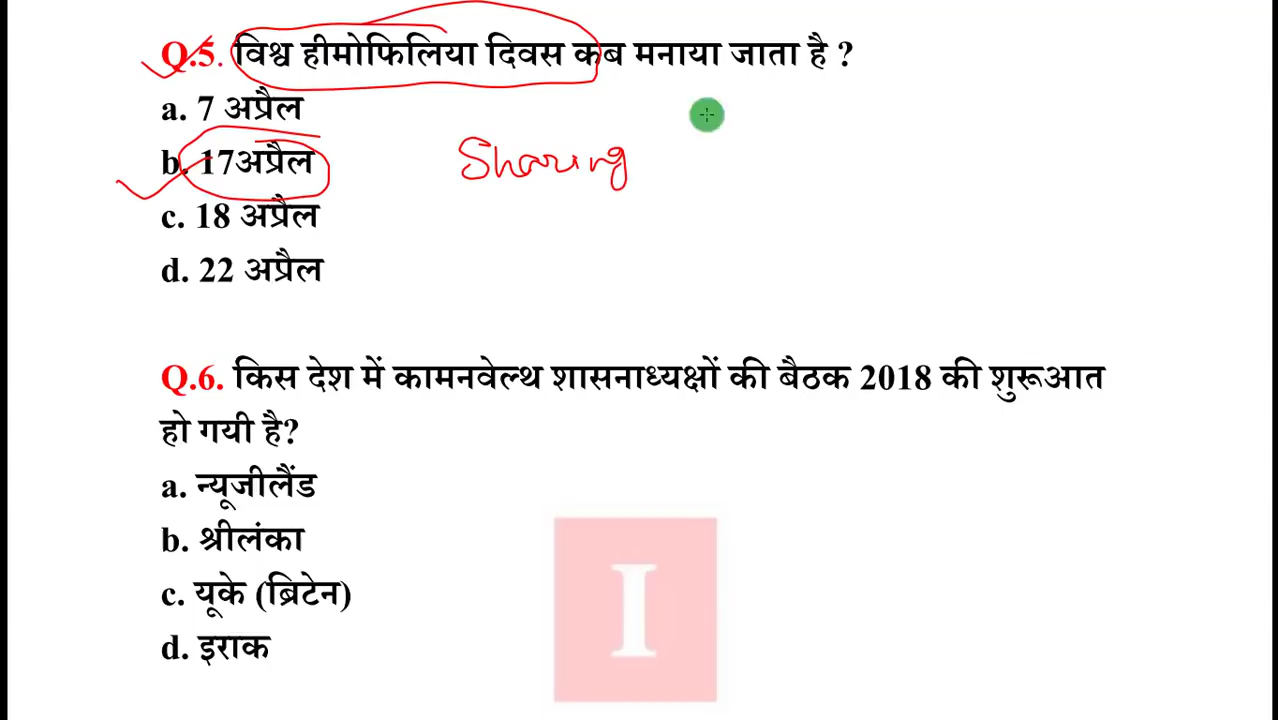 Q.5. विश्व हीमोफिलिया दिवस कब मनाया जाता है ?
a. 7 अप्रैल
b. 17अप्रैल
Sharing
c. 18 अप्रैल
d. 22 अप्रैल
Q.6. किस देश में कामनवेल्थ शासनाध्यक्षों की बैठक 2018 की शुरूआत
हो गयी है?
a. न्यूजीलैंड
b. श्रीलंका
c. यूके (ब्रिटेन)
d. इराक
I